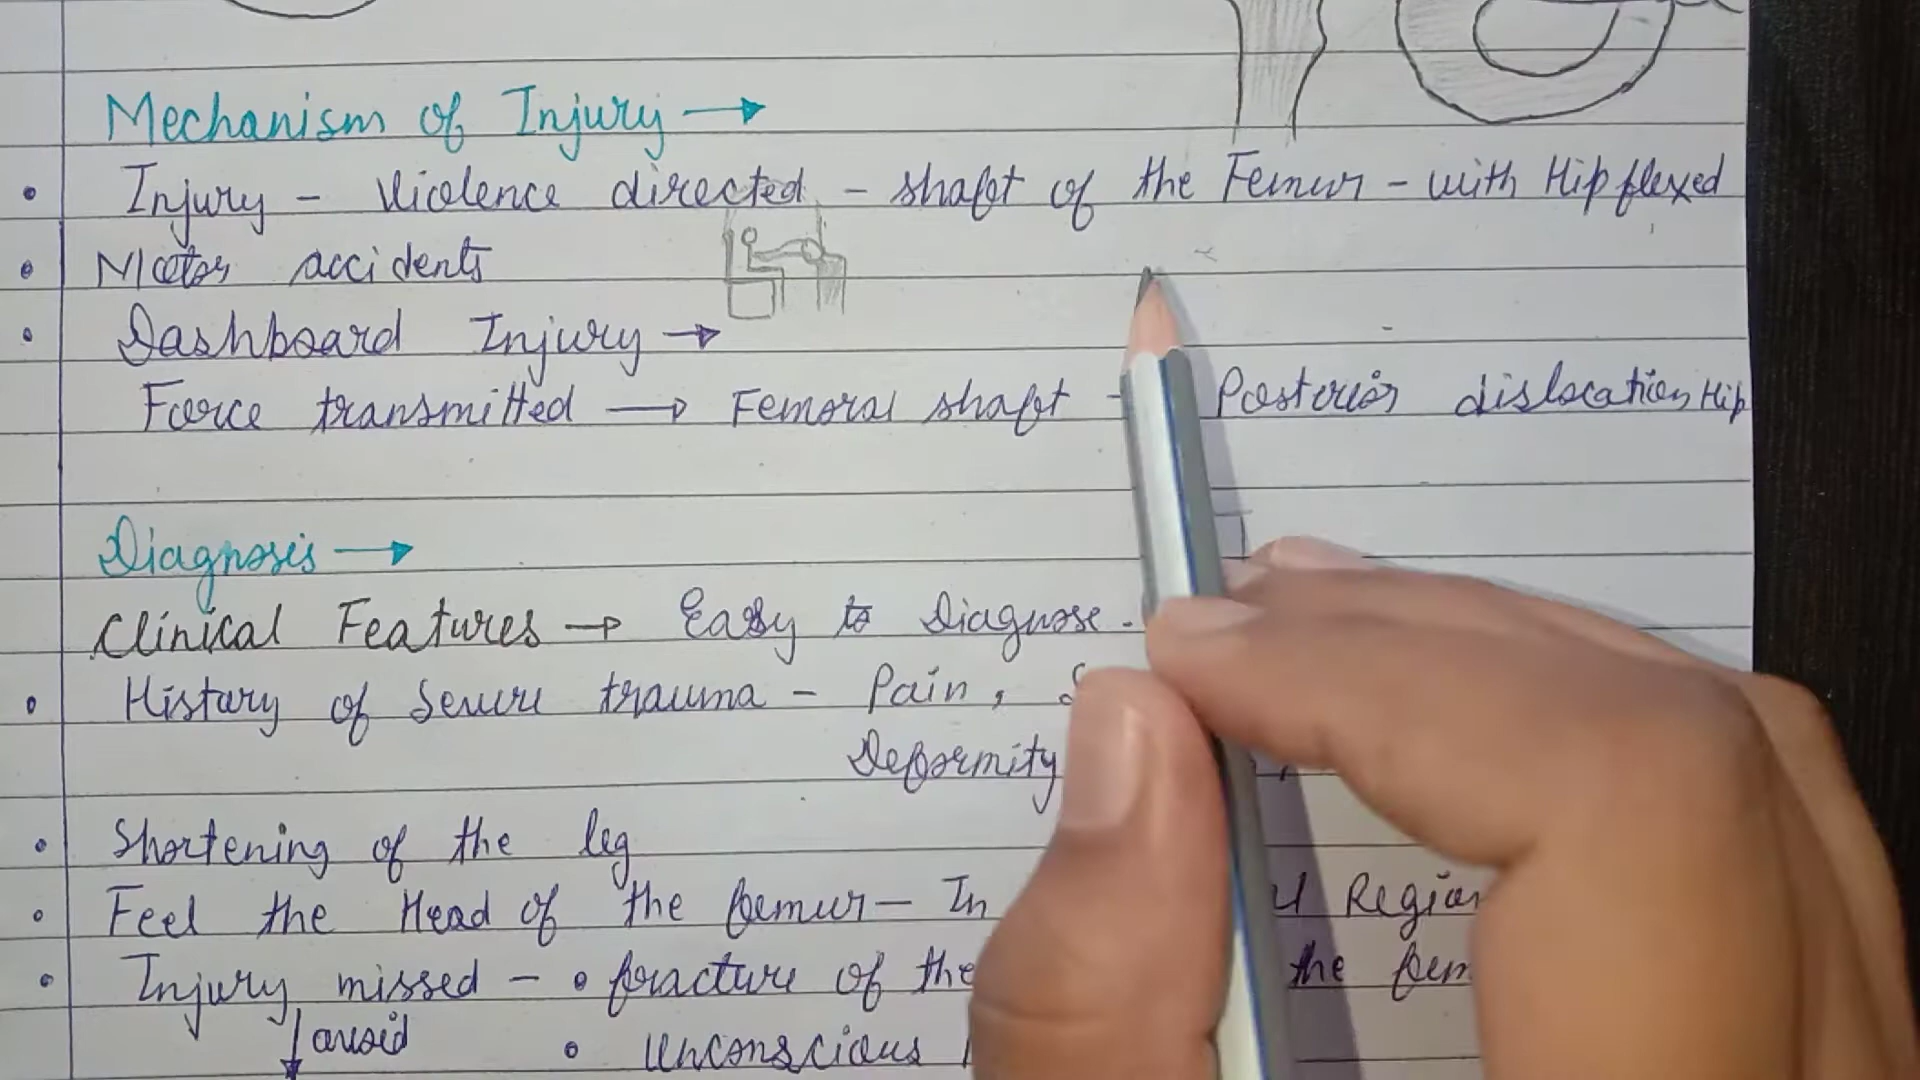 Mechanism of Injury →
• Injury - Violence directed - shaft of the Femur - with Hip flexed
• Motor accidents
• Dashboard Injury →
Force transmitted → Femoral shaft - Posterior dislocation Hip
Diagnosis →
Clinical Features → Easy to Diagnose.
• History of Severe trauma - Pain,
Deformity
• Shortening of the leg
• Feel the Head of the femur - In Region
• Injury missed - • fracture of the the
↓ avoid • Unconscious